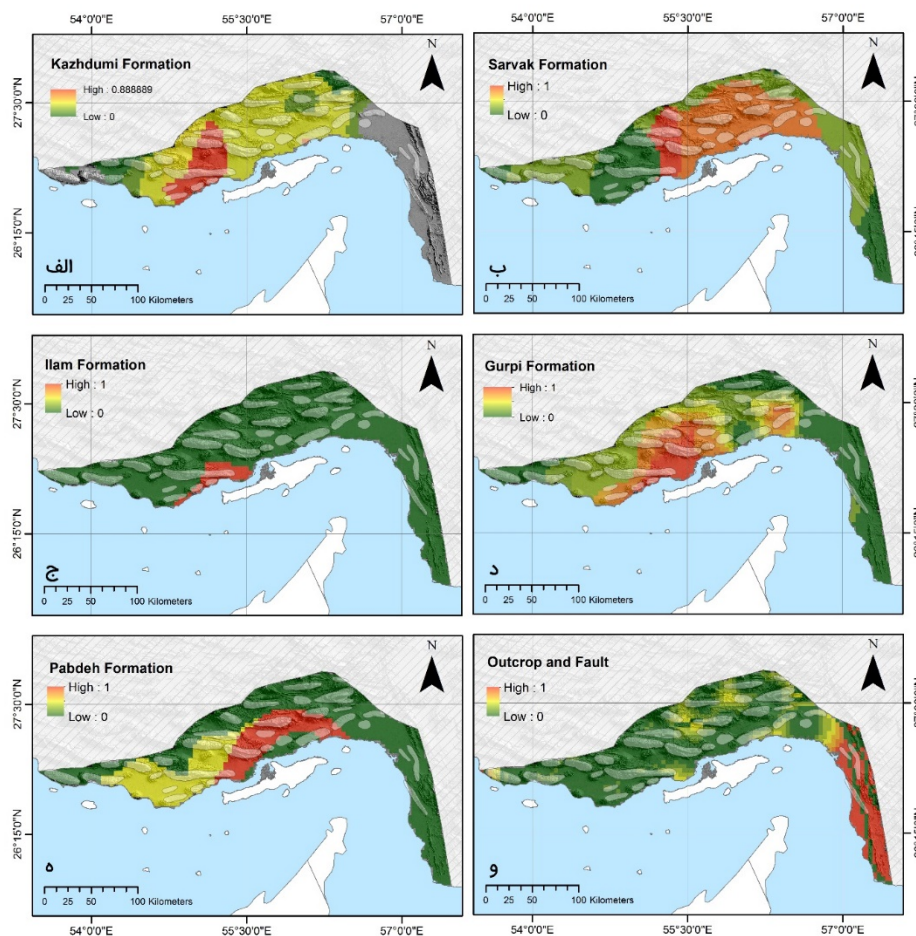 54°0'0"E 55°30'0"E 57°0'0"E
54°0'0"E 55°30'0"E 57°0'0"E
Kazhdumi Formation
High : 0.888889
Low : 0
N
27°30'0"N
26°15'0"N
الف
0 25 50 100 Kilometers
Sarvak Formation
High : 1
Low : 0
N
ب
0 25 50 100 Kilometers
Ilam Formation
High : 1
Low : 0
N
27°30'0"N
26°15'0"N
ج
0 25 50 100 Kilometers
Gurpi Formation
High : 1
Low : 0
N
د
0 25 50 100 Kilometers
Pabdeh Formation
High : 1
Low : 0
N
27°30'0"N
26°15'0"N
ه
0 25 50 100 Kilometers
Outcrop and Fault
High : 1
Low : 0
N
و
0 25 50 100 Kilometers
54°0'0"E 55°30'0"E 57°0'0"E
54°0'0"E 55°30'0"E 57°0'0"E